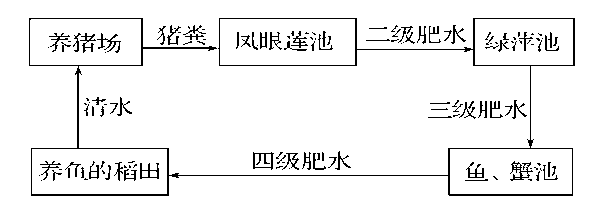 养猪场
猪粪
凤眼莲池
二级肥水
绿萍池
三级肥水
鱼、蟹池
四级肥水
养鱼的稻田
清水